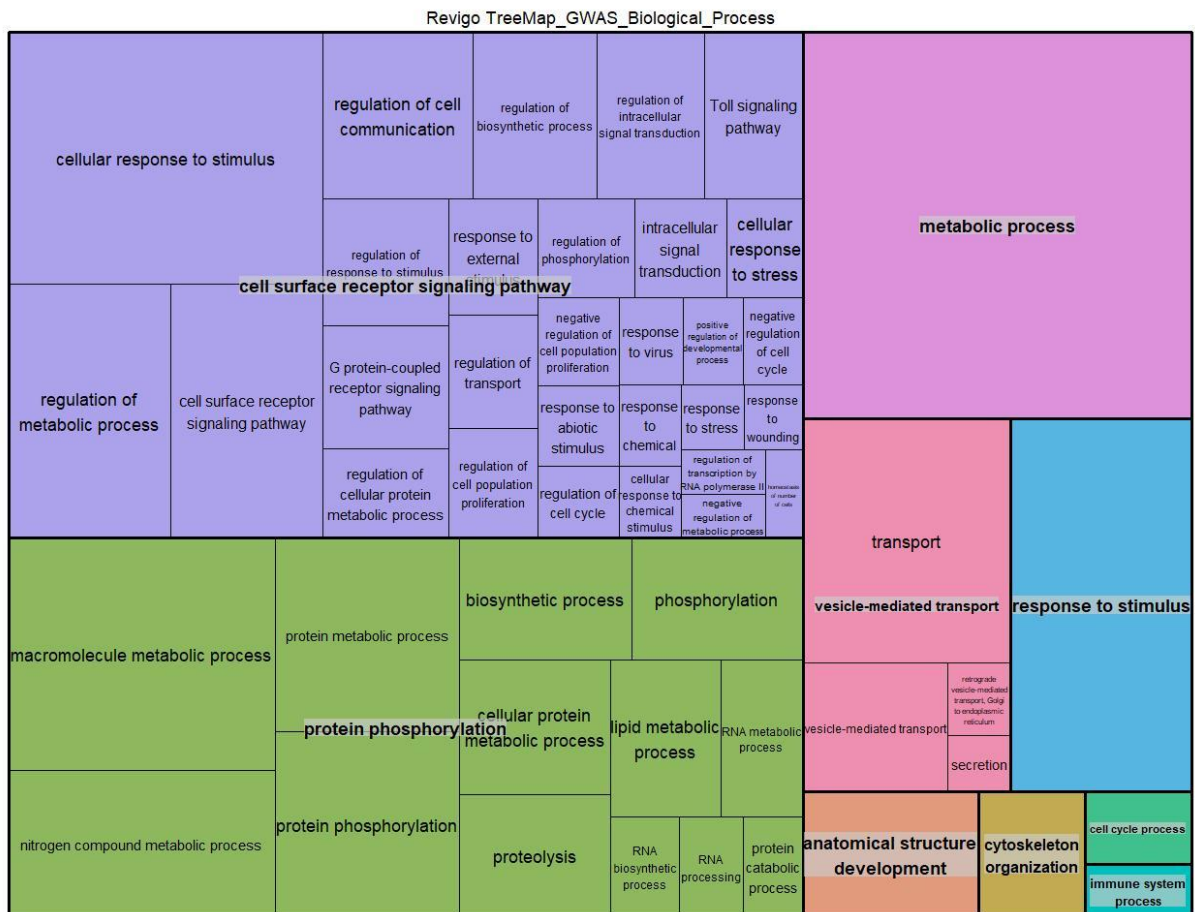 Revigo TreeMap_GWAS_Biological_Process
cellular response to stimulus
regulation of cell
communication
regulation of
biosynthetic process
regulation of
intracellular
signal transduction
Toll signaling
pathway
regulation of
response to stimulus
response to
external
stimulus
regulation of
phosphorylation
intracellular
signal
transduction
cellular
response
to stress
cell surface receptor signaling pathway
regulation of
metabolic process
cell surface receptor
signaling pathway
G protein-coupled
receptor signaling
pathway
regulation of
transport
negative
regulation of
cell population
proliferation
response
to virus
positive
regulation of
developmental
process
negative
regulation
of cell
cycle
regulation of
cellular protein
metabolic process
regulation of
cell population
proliferation
response to
abiotic
stimulus
response
to
chemical
response
to stress
response
to
wounding
regulation of
cell cycle
cellular
response to
chemical
stimulus
regulation of
transcription by
RNA polymerase II
negative
regulation of
metabolic process
homeostasis
of number
of cells
macromolecule metabolic process
protein metabolic process
biosynthetic process
phosphorylation
protein phosphorylation
cellular protein
metabolic process
lipid metabolic
process
RNA metabolic
process
nitrogen compound metabolic process
protein phosphorylation
proteolysis
RNA
biosynthetic
process
RNA
processing
protein
catabolic
process
metabolic process
transport
vesicle-mediated transport
vesicle-mediated transport
retrograde
vesicle-mediated
transport, Golgi
to endoplasmic
reticulum
secretion
response to stimulus
anatomical structure
development
cytoskeleton
organization
cell cycle process
immune system
process